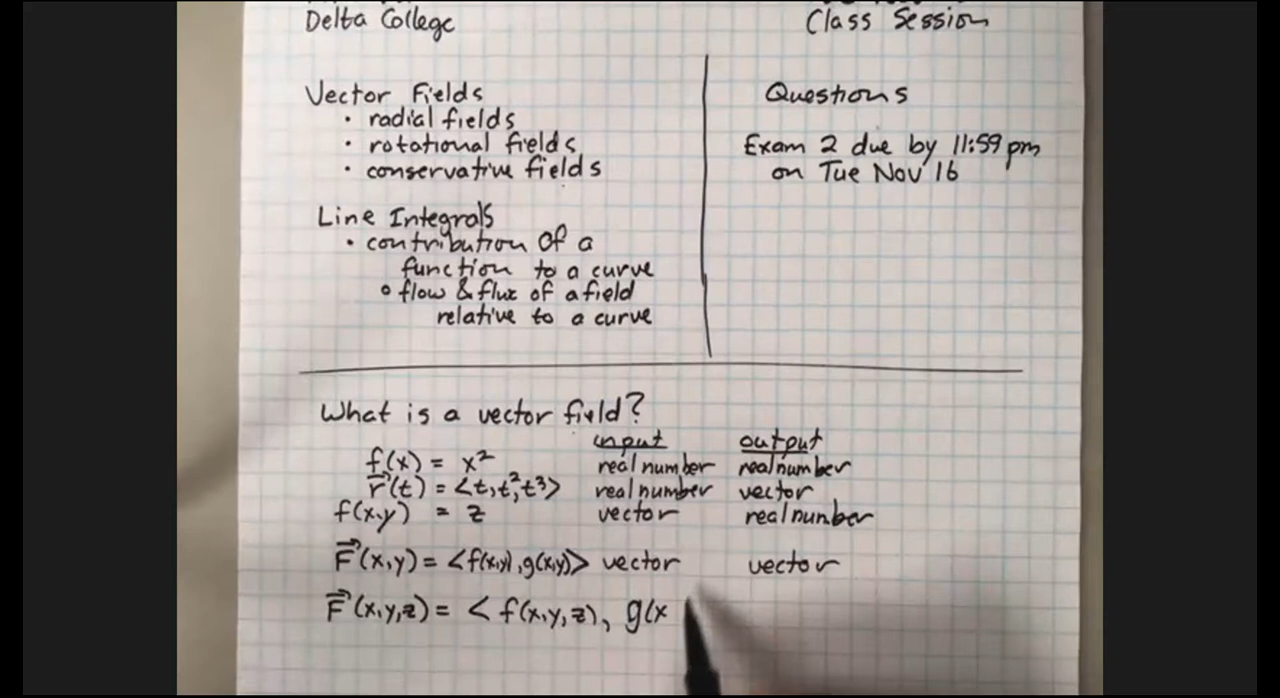 Delta College
Class Session
Vector Fields
• radial fields
• rotational fields
• conservative fields
Line Integrals
• contribution of a
function to a curve
• flow & flux of a field
relative to a curve
Questions
Exam 2 due by 11:59 pm
on Tue Nov 16
What is a vector field?
input output
f(x) = x² real number real number
r⃗(t) = <t, t², t³> real number vector
f(x,y) = z vector real number
F⃗(x,y) = <f(x,y), g(x,y)> vector vector
F⃗(x,y,z) = < f(x,y,z), g(x